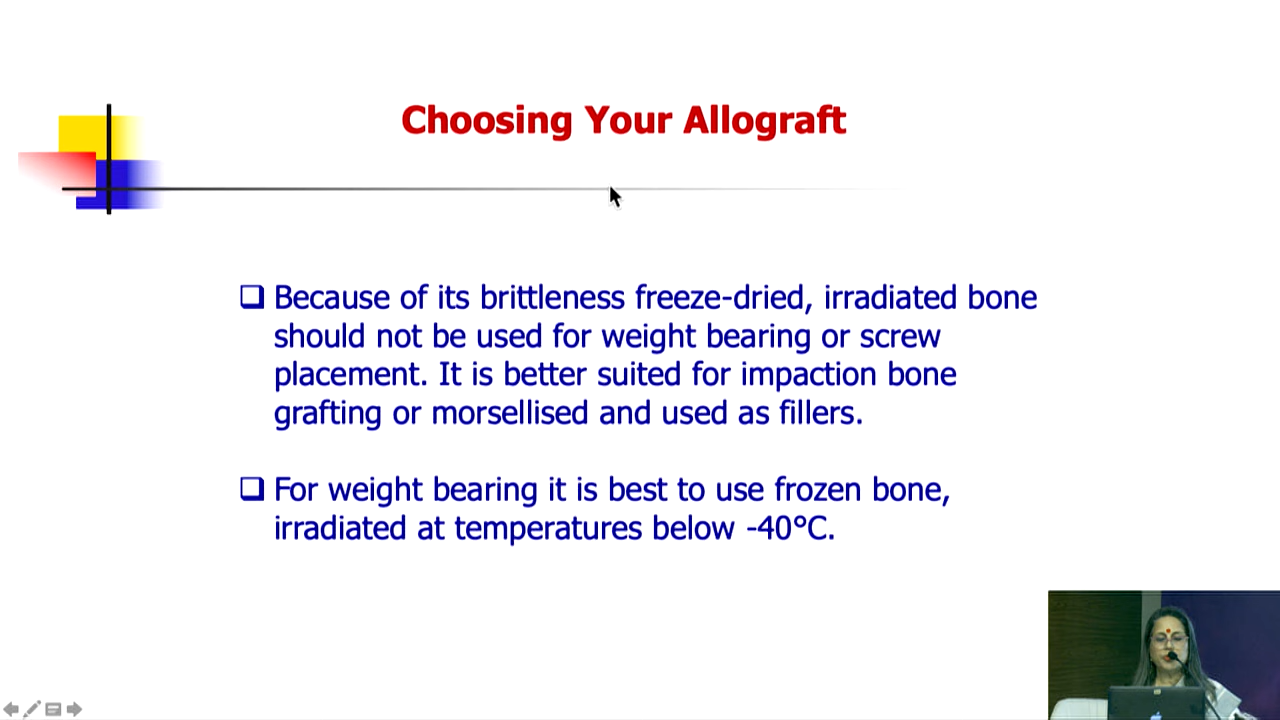 Choosing Your Allograft
Because of its brittleness freeze-dried, irradiated bone
should not be used for weight bearing or screw
placement. It is better suited for impaction bone
grafting or morsellised and used as fillers.
For weight bearing it is best to use frozen bone,
irradiated at temperatures below -40°C.